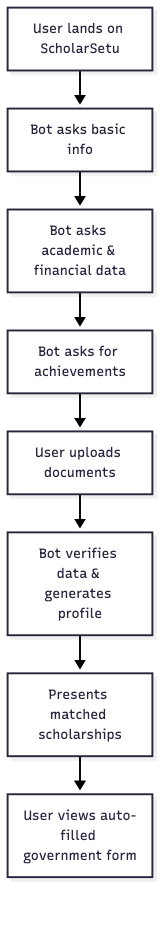 User lands on
ScholarSetu
Bot asks basic
info
Bot asks
academic &
financial data
Bot asks for
achievements
User uploads
documents
Bot verifies
data &
generates
profile
Presents
matched
scholarships
User views auto-
filled
government form